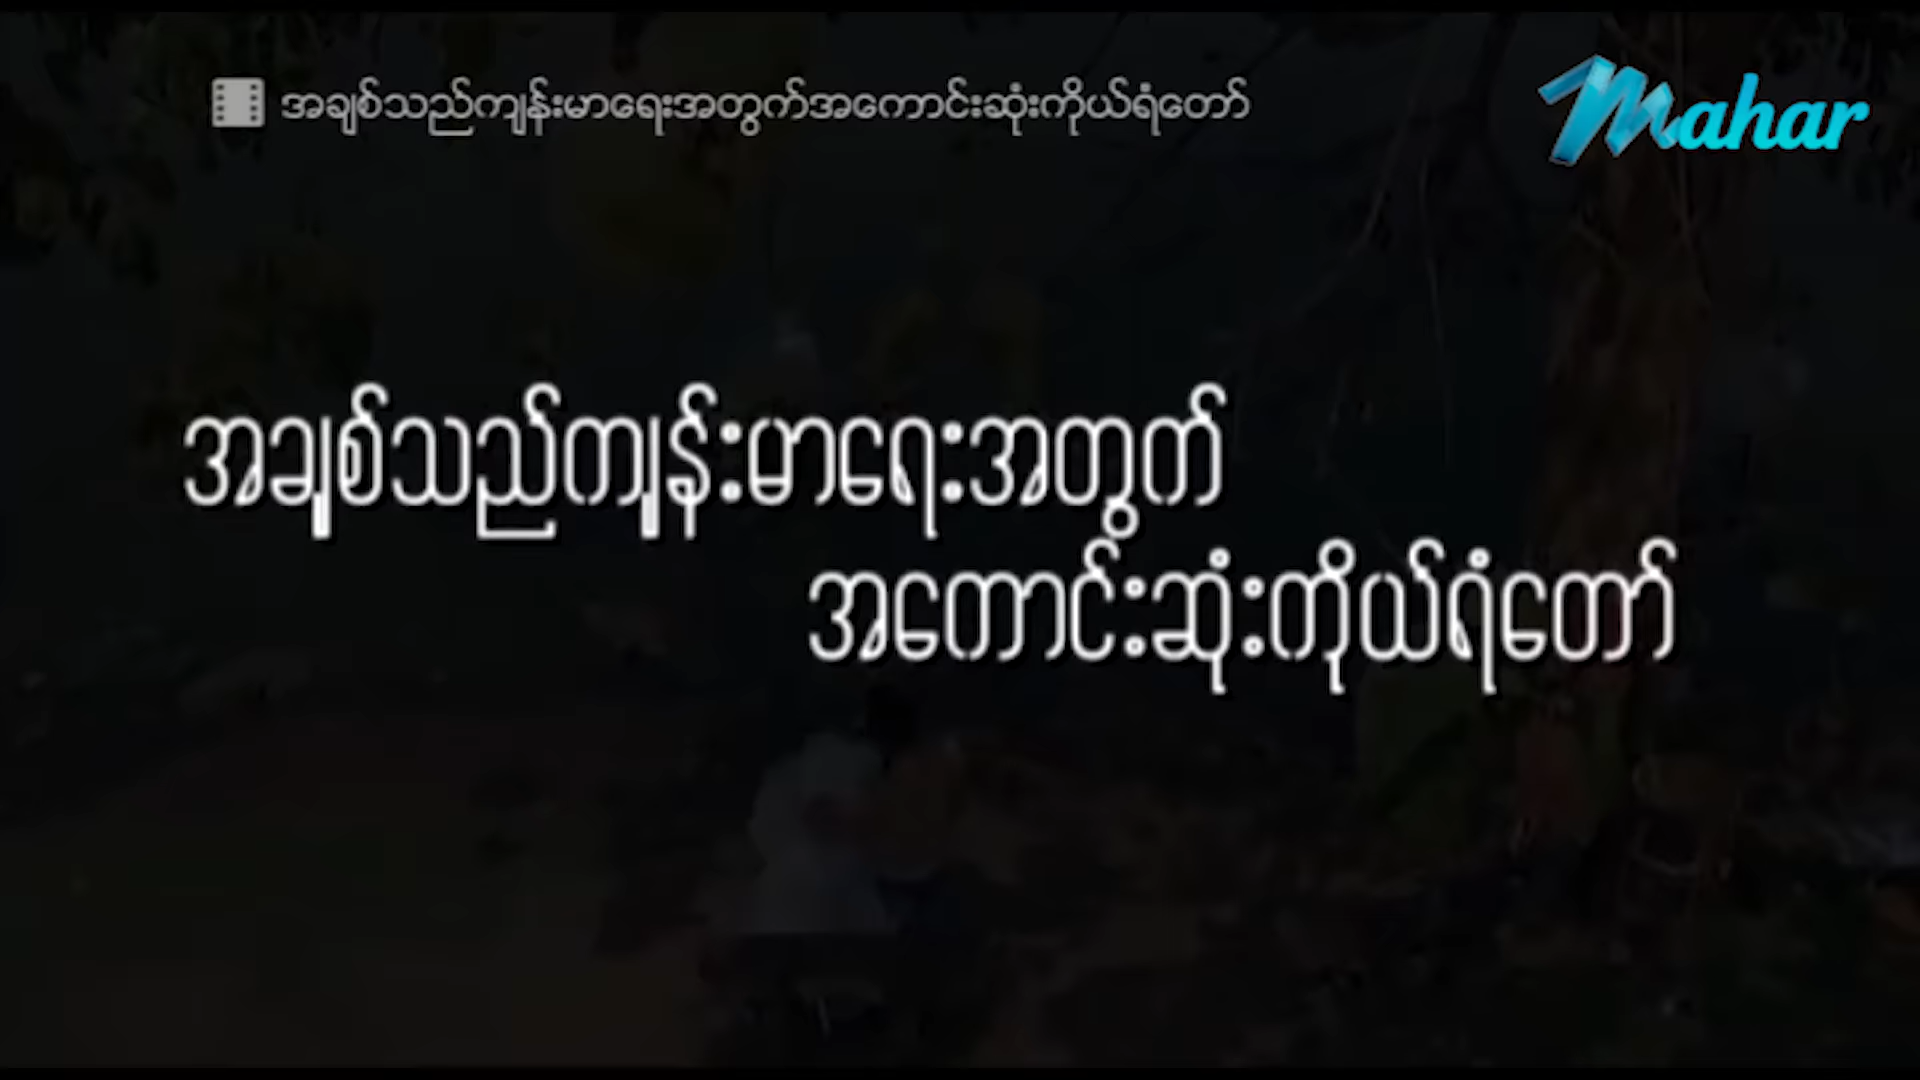 အချစ်သည်ကျန်းမာရေးအတွက်အကောင်းဆုံးကိုယ်ရံတော်
Mahar
အချစ်သည်ကျန်းမာရေးအတွက်
အကောင်းဆုံးကိုယ်ရံတော်